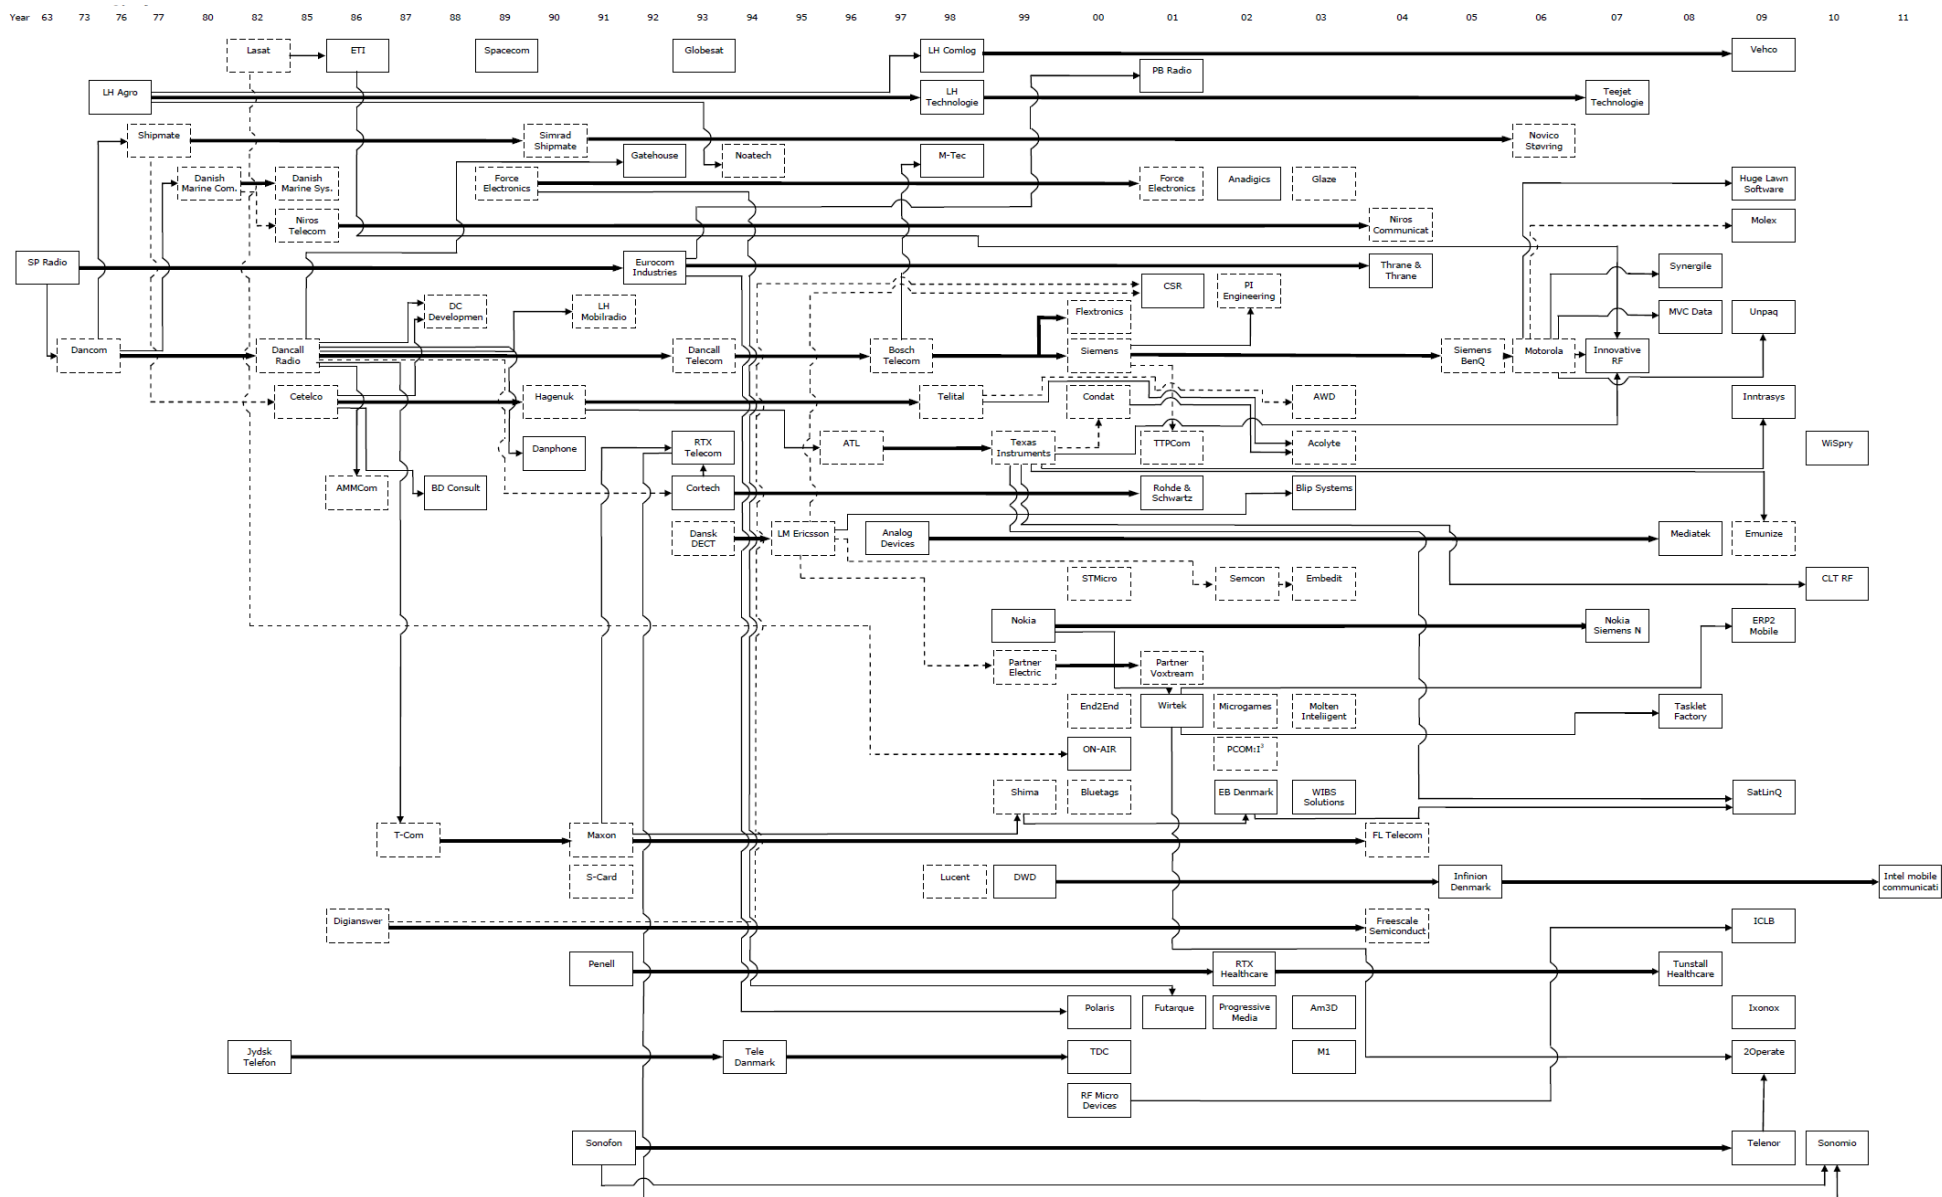 Year 63 73 76 77 80 82 85 86 87 88 89 90 91 92 93 94 95 96 97 98 99 00 01 02 03 04 05 06 07 08 09 10 11
Lasat
ETI
Spacecom
Globesat
LH Comlog
Vehco
PB Radio
LH Agro
LH
Technologie
Teejet
Technologie
Shipmate
Simrad
Shipmate
Novico
Støvring
Gatehouse
Noatech
M-Tec
Danish
Marine Com.
Danish
Marine Sys.
Force
Electronics
Force
Electronics
Anadigics
Glaze
Huge Lawn
Software
Niros
Telecom
Niros
Communicat
Molex
SP Radio
Eurocom
Industries
Thrane &
Thrane
Synergile
CSR
PI
Engineering
DC
Developmen
LH
Mobilradio
Flextronics
MVC Data
Unpaq
Dancom
Dancall
Radio
Dancall
Telecom
Bosch
Telecom
Siemens
Siemens
BenQ
Motorola
Innovative
RF
Cetelco
Hagenuk
Telital
Condat
AWD
Inntrasys
Danphone
RTX
Telecom
ATL
Texas
Instruments
TTPCom
Acolyte
WiSpry
AMMCom
BD Consult
Cortech
Rohde &
Schwartz
Blip Systems
Dansk
DECT
LM Ericsson
Analog
Devices
Mediatek
Emunize
STMicro
Semcon
Embedit
CLT RF
Nokia
Nokia
Siemens N
ERP2
Mobile
Partner
Electric
Partner
Voxtream
End2End
Wirtek
Microgames
Molten
Inteliigent
Tasklet
Factory
ON-AIR
PCOM:I³
Shima
Bluetags
EB Denmark
WIBS
Solutions
SatLinQ
T-Com
Maxon
FL Telecom
S-Card
Lucent
DWD
Infinion
Denmark
Intel mobile
communicati
Digianswer
Freescale
Semiconduct
ICLB
Penell
RTX
Healthcare
Tunstall
Healthcare
Polaris
Futarque
Progressive
Media
Am3D
Ixonox
Jydsk
Telefon
Tele
Danmark
TDC
M1
2Operate
RF Micro
Devices
Sonofon
Telenor
Sonomio